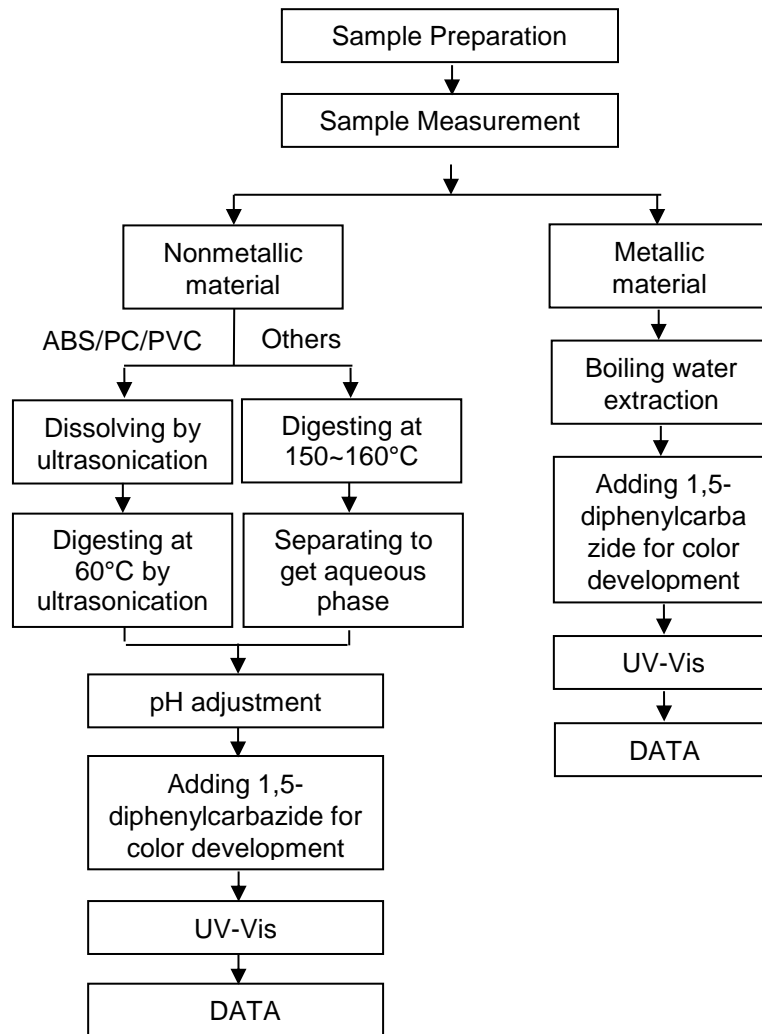 Sample Preparation
Sample Measurement
Nonmetallic
material
Metallic
material
ABS/PC/PVC
Others
Boiling water
extraction
Dissolving by
ultrasonication
Digesting at
150~160°C
Adding 1,5-
diphenylcarba
zide for color
development
Digesting at
60°C by
ultrasonication
Separating to
get aqueous
phase
UV-Vis
pH adjustment
DATA
Adding 1,5-
diphenylcarbazide for
color development
UV-Vis
DATA